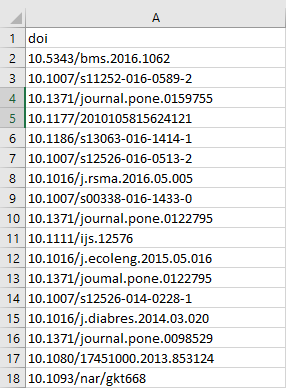 A
1 doi
2 10.5343/bms.2016.1062
3 10.1007/s11252-016-0589-2
4 10.1371/journal.pone.0159755
5 10.1177/2010105815624121
6 10.1186/s13063-016-1414-1
7 10.1007/s12526-016-0513-2
8 10.1016/j.rsma.2016.05.005
9 10.1007/s00338-016-1433-0
10 10.1371/journal.pone.0122795
11 10.1111/ijs.12576
12 10.1016/j.ecoleng.2015.05.016
13 10.1371/joumal.pone.0122795
14 10.1007/s12526-014-0228-1
15 10.1016/j.diabres.2014.03.020
16 10.1371/journal.pone.0098529
17 10.1080/17451000.2013.853124
18 10.1093/nar/gkt668